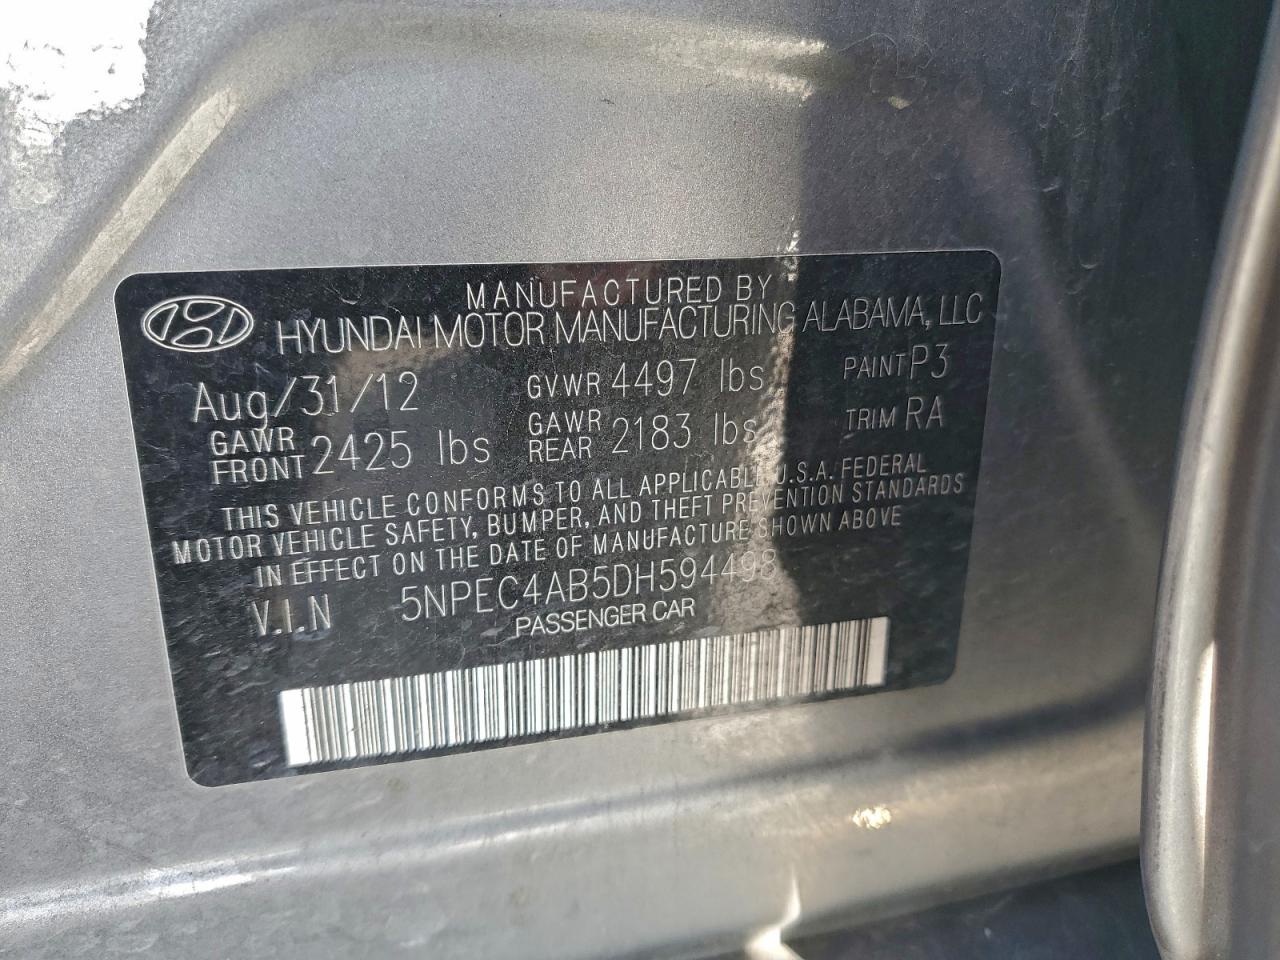 MANUFACTURED BY
HYUNDAI MOTOR MANUFACTURING ALABAMA, LLC
Aug/31/12 GVWR 4497 lbs PAINT P3
GAWR FRONT 2425 lbs GAWR REAR 2183 lbs TRIM RA
THIS VEHICLE CONFORMS TO ALL APPLICABLE U.S.A. FEDERAL
MOTOR VEHICLE SAFETY, BUMPER, AND THEFT PREVENTION STANDARDS
IN EFFECT ON THE DATE OF MANUFACTURE SHOWN ABOVE
V.I.N 5NPEC4AB5DH594498
PASSENGER CAR